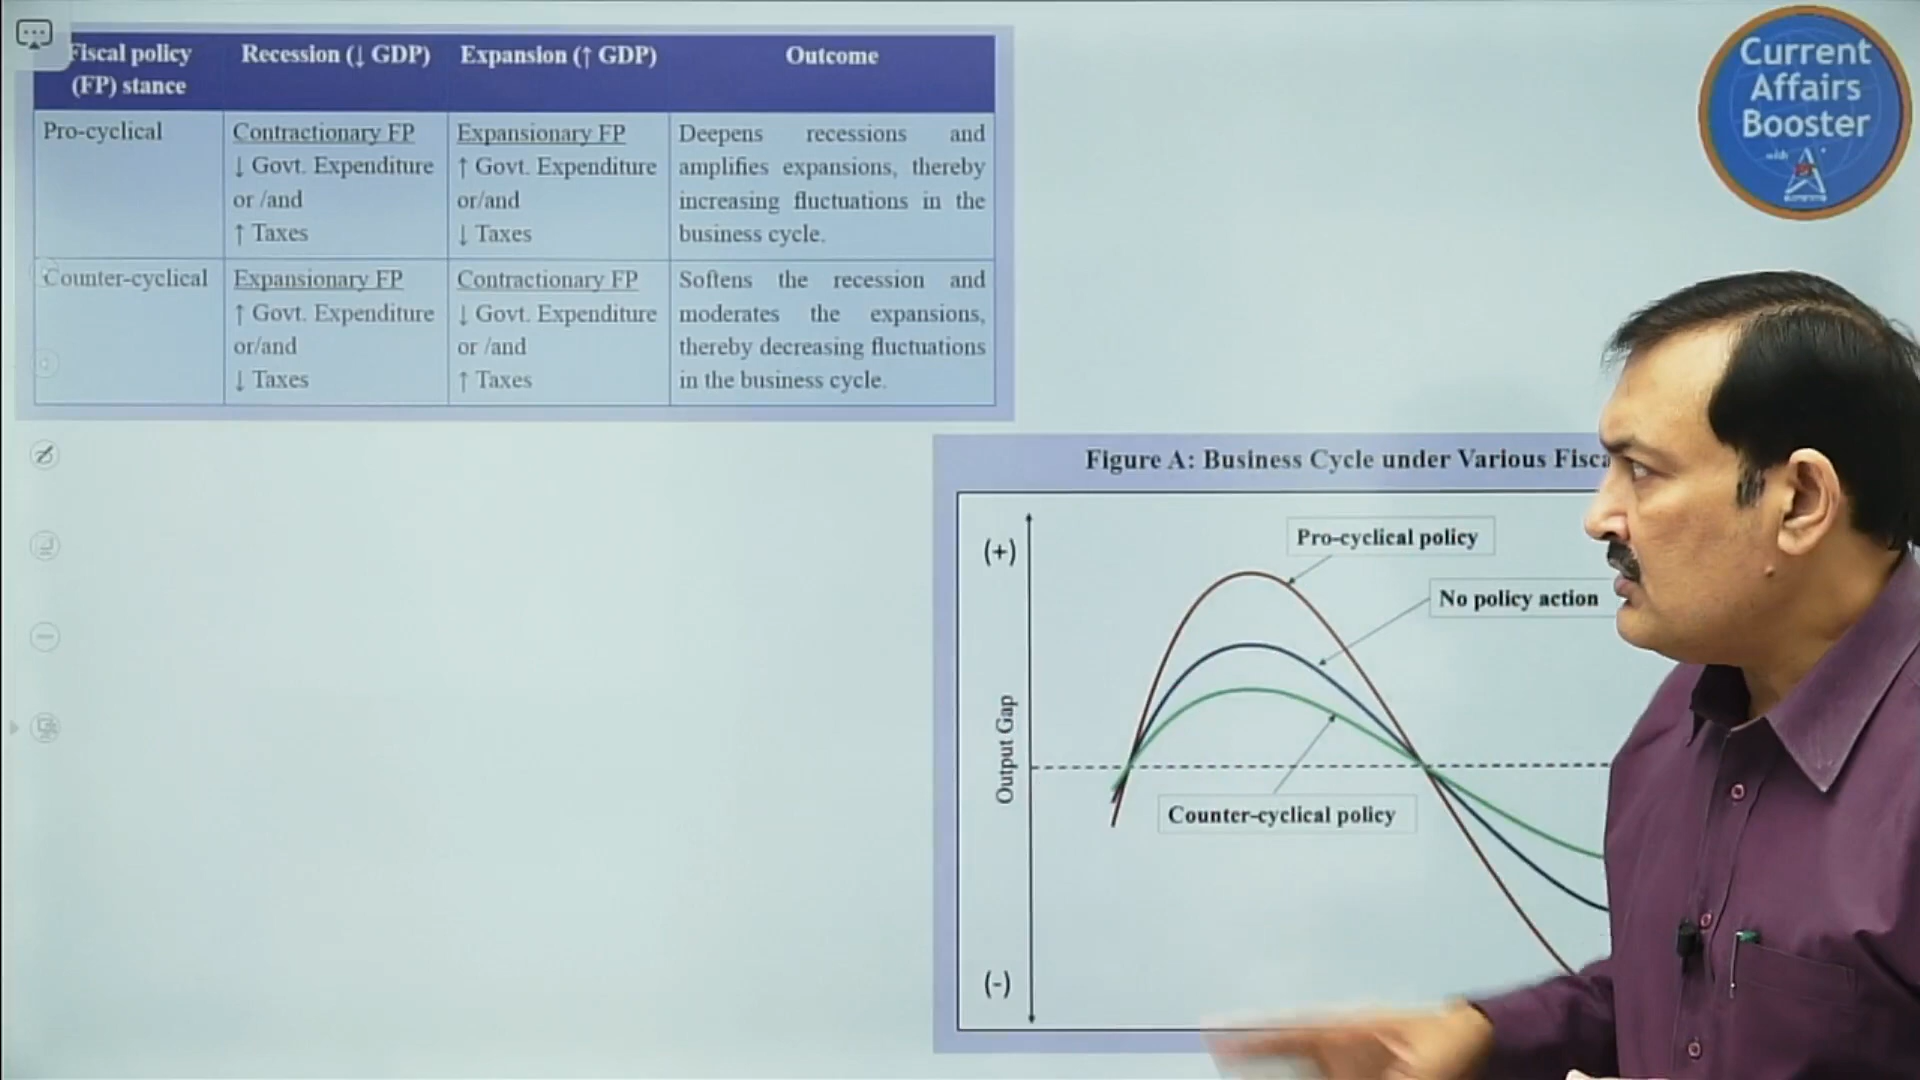 Fiscal policy
(FP) stance
Recession (↓ GDP)
Expansion (↑ GDP)
Outcome
Pro-cyclical
Contractionary FP
↓ Govt. Expenditure
or /and
↑ Taxes
Expansionary FP
↑ Govt. Expenditure
or/and
↓ Taxes
Deepens recessions and
amplifies expansions, thereby
increasing fluctuations in the
business cycle.
Counter-cyclical
Expansionary FP
↑ Govt. Expenditure
or/and
↓ Taxes
Contractionary FP
↓ Govt. Expenditure
or /and
↑ Taxes
Softens the recession and
moderates the expansions,
thereby decreasing fluctuations
in the business cycle.
Current
Affairs
Booster
with
Figure A: Business Cycle under Various
(+)
Pro-cyclical policy
No policy action
Output Gap
Counter-cyclical policy
(-)